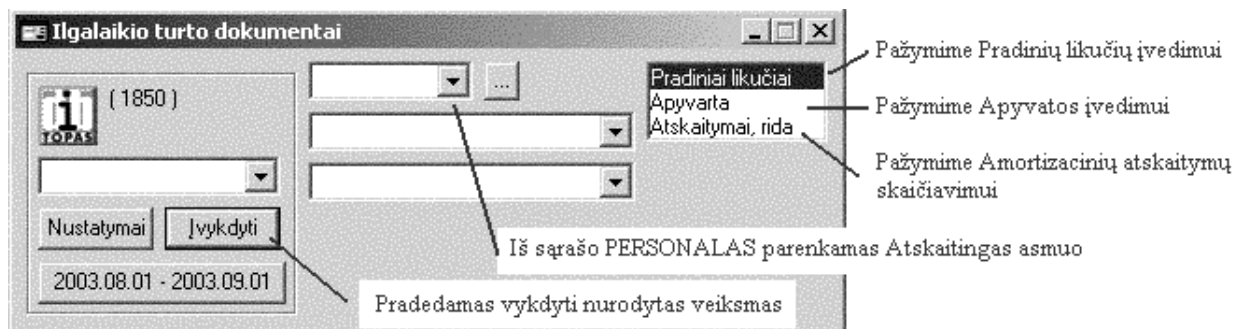 Ilgalaikio turto dokumentai
( 1850 )
i
TOPAS
Nustatymai
Įvykdyti
2003.08.01 - 2003.09.01
...
Pradiniai likučiai
Apyvarta
Atskaitymai, rida
Pažymime Pradinių likučių įvedimui
Pažymime Apyvatos įvedimui
Pažymime Amortizacinių atskaitymų
skaičiavimui
Iš sąrašo PERSONALAS parenkamas Atskaitingas asmuo
Pradedamas vykdyti nurodytas veiksmas